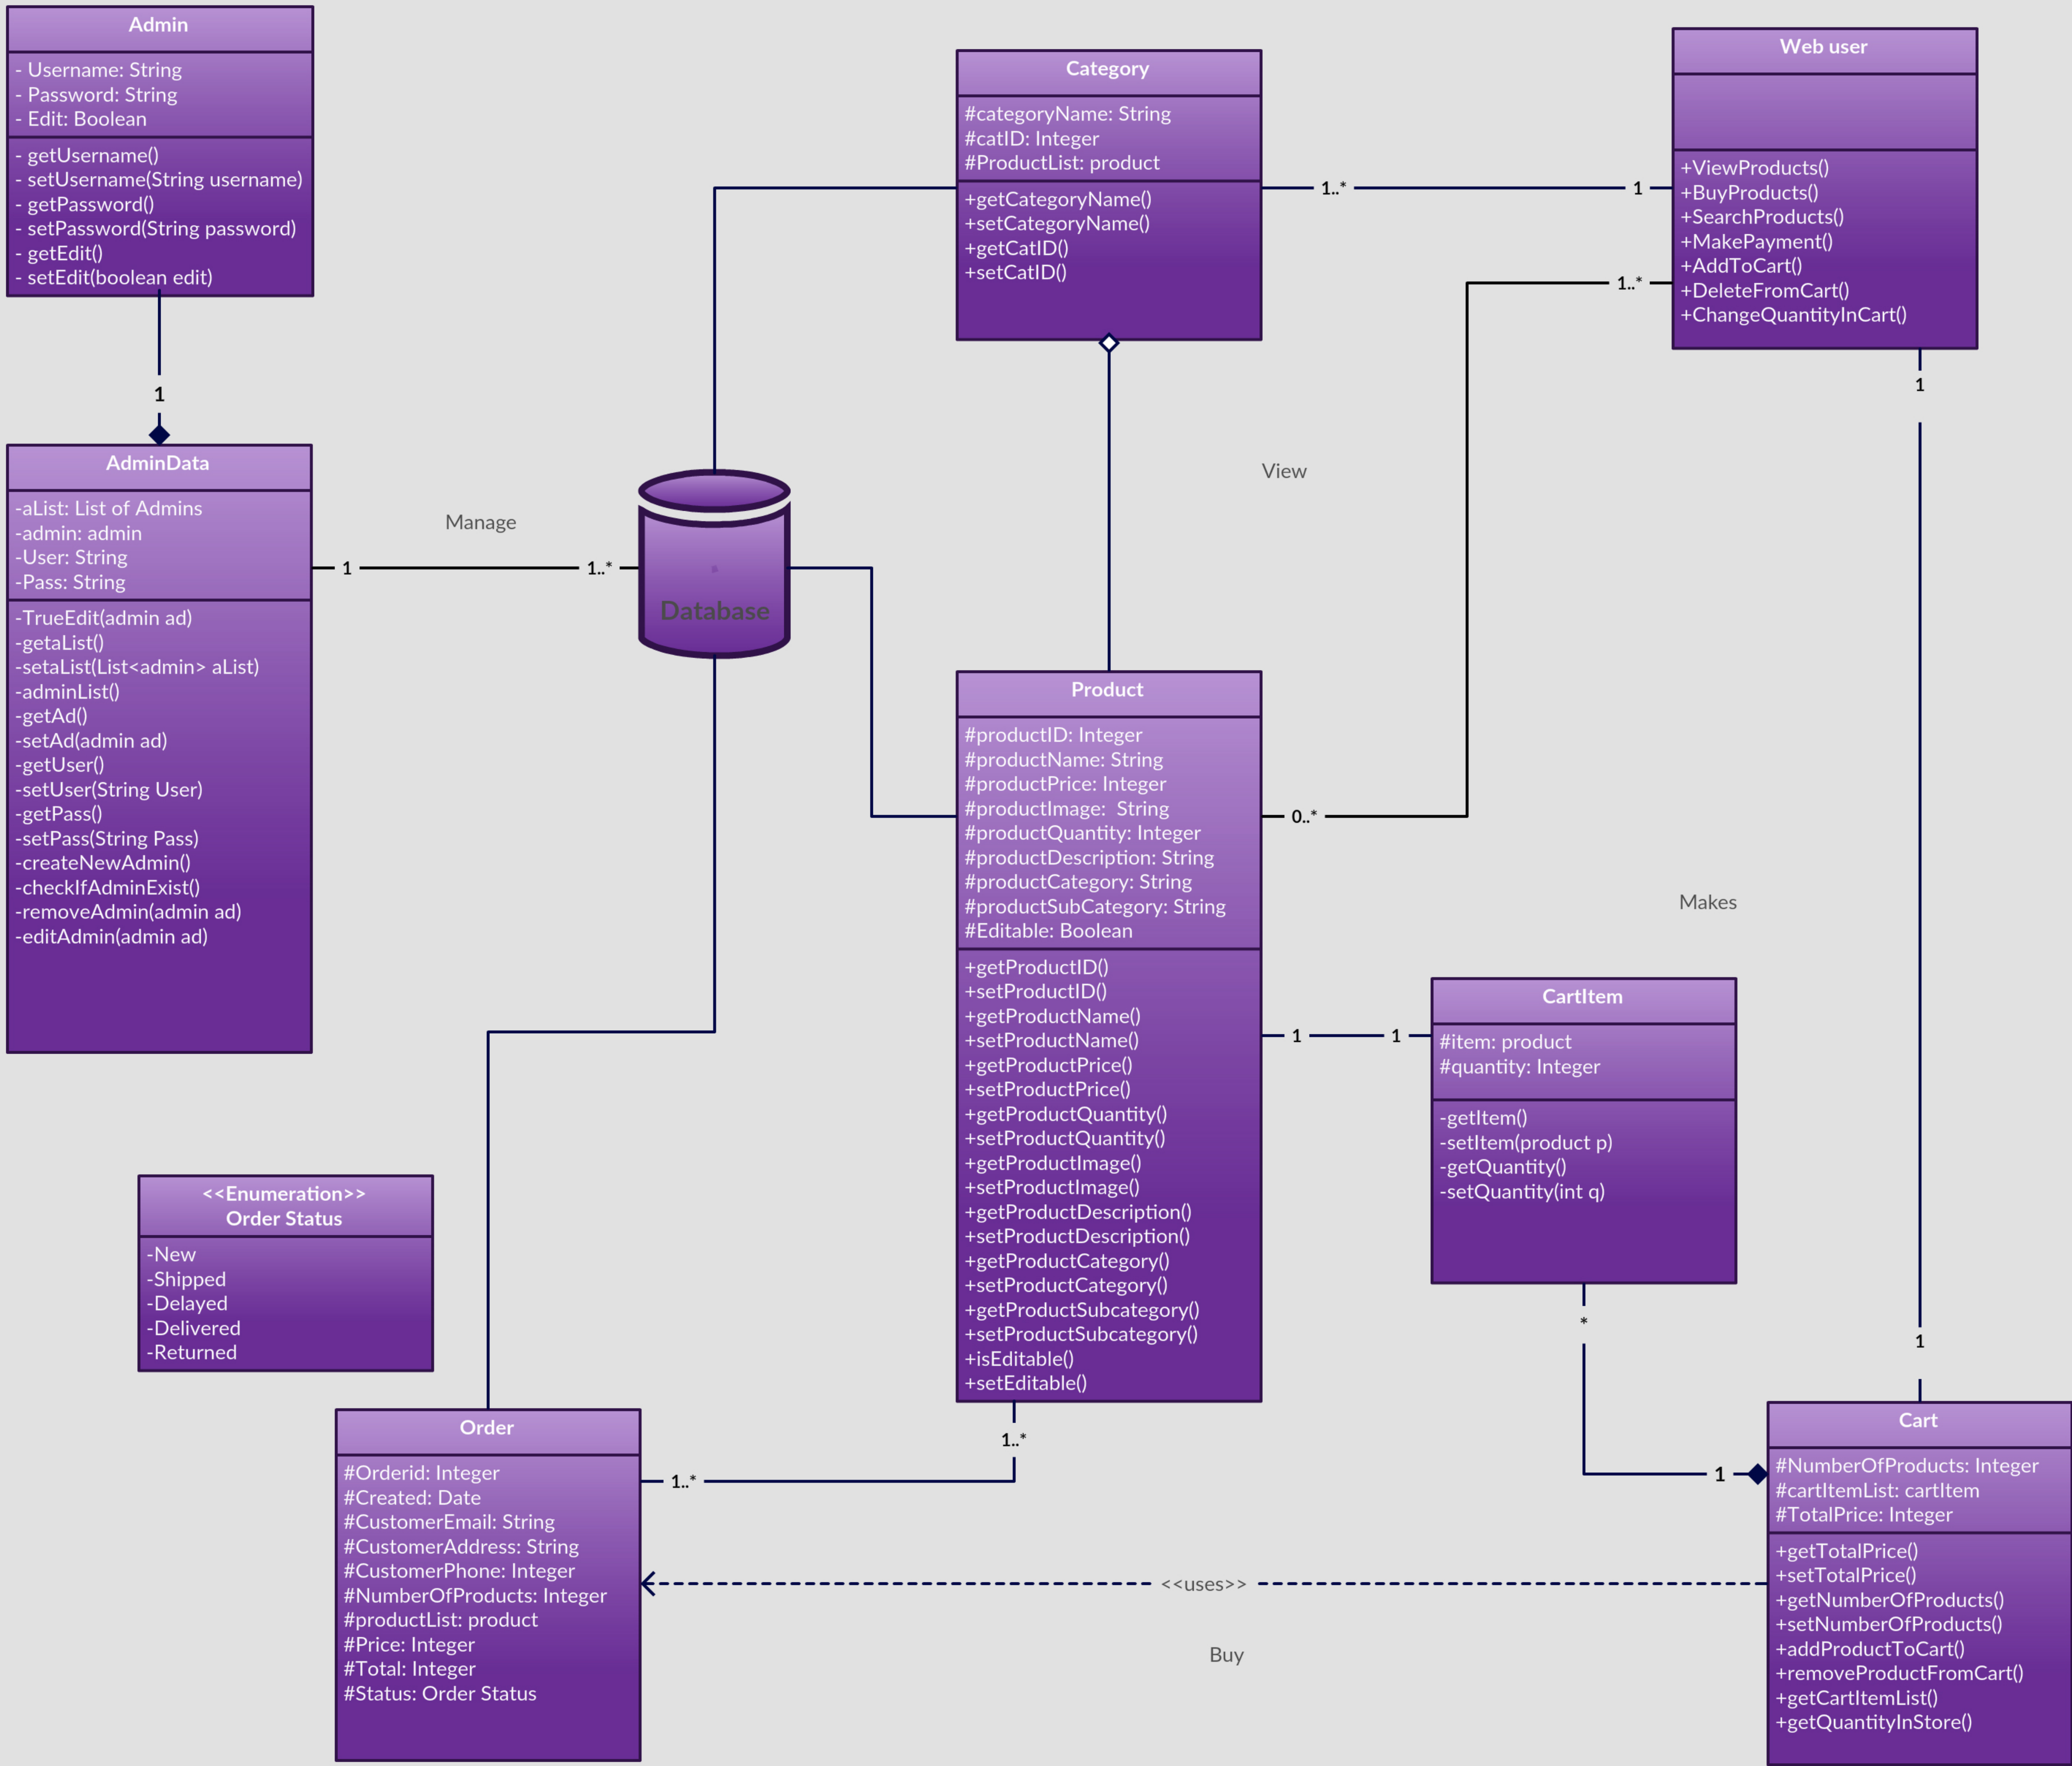 Admin
- Username: String
- Password: String
- Edit: Boolean
- getUsername()
- setUsername(String username)
- getPassword()
- setPassword(String password)
- getEdit()
- setEdit(boolean edit)
1
AdminData
-aList: List of Admins
-admin: admin
-User: String
-Pass: String
-TrueEdit(admin ad)
-getaList()
-setaList(List<admin> aList)
-adminList()
-getAd()
-setAd(admin ad)
-getUser()
-setUser(String User)
-getPass()
-setPass(String Pass)
-createNewAdmin()
-checkIfAdminExist()
-removeAdmin(admin ad)
-editAdmin(admin ad)
Manage
1
1..*
Database
Category
#categoryName: String
#catID: Integer
#ProductList: product
+getCategoryName()
+setCategoryName()
+getCatID()
+setCatID()
1..*
1
Web user
+ViewProducts()
+BuyProducts()
+SearchProducts()
+MakePayment()
+AddToCart()
+DeleteFromCart()
+ChangeQuantityInCart()
1..*
1
View
Product
#productID: Integer
#productName: String
#productPrice: Integer
#productImage:  String
#productQuantity: Integer
#productDescription: String
#productCategory: String
#productSubCategory: String
#Editable: Boolean
+getProductID()
+setProductID()
+getProductName()
+setProductName()
+getProductPrice()
+setProductPrice()
+getProductQuantity()
+setProductQuantity()
+getProductImage()
+setProductImage()
+getProductDescription()
+setProductDescription()
+getProductCategory()
+setProductCategory()
+getProductSubcategory()
+setProductSubcategory()
+isEditable()
+setEditable()
0..*
Makes
1
1
CartItem
#item: product
#quantity: Integer
-getItem()
-setItem(product p)
-getQuantity()
-setQuantity(int q)
*
1
1
<<Enumeration>>
Order Status
-New
-Shipped
-Delayed
-Delivered
-Returned
Order
#Orderid: Integer
#Created: Date
#CustomerEmail: String
#CustomerAddress: String
#CustomerPhone: Integer
#NumberOfProducts: Integer
#productList: product
#Price: Integer
#Total: Integer
#Status: Order Status
1..*
1..*
<<uses>>
Buy
Cart
#NumberOfProducts: Integer
#cartItemList: cartItem
#TotalPrice: Integer
+getTotalPrice()
+setTotalPrice()
+getNumberOfProducts()
+setNumberOfProducts()
+addProductToCart()
+removeProductFromCart()
+getCartItemList()
+getQuantityInStore()